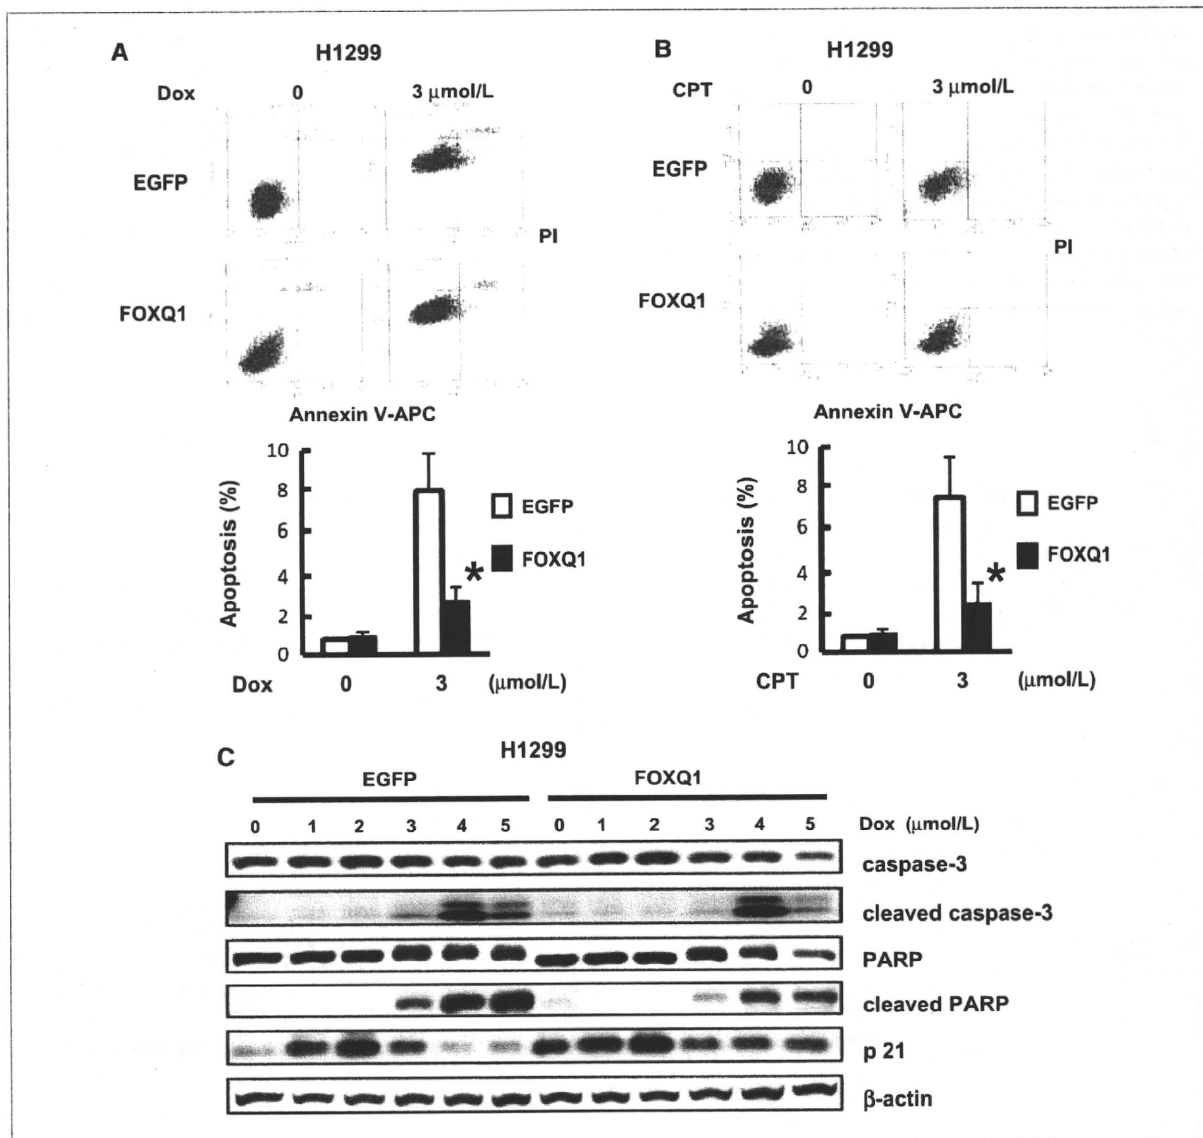 A
H1299
Dox 0 3 μmol/L
EGFP
PI
FOXQ1
Annexin V-APC
Apoptosis (%)
10
8
6
4
2
0
EGFP
FOXQ1
*
Dox 0 3 (μmol/L)
B
H1299
CPT 0 3 μmol/L
EGFP
PI
FOXQ1
Annexin V-APC
Apoptosis (%)
10
8
6
4
2
0
EGFP
FOXQ1
*
CPT 0 3 (μmol/L)
C
H1299
EGFP FOXQ1
0 1 2 3 4 5 0 1 2 3 4 5 Dox (μmol/L)
caspase-3
cleaved caspase-3
PARP
cleaved PARP
p 21
β-actin